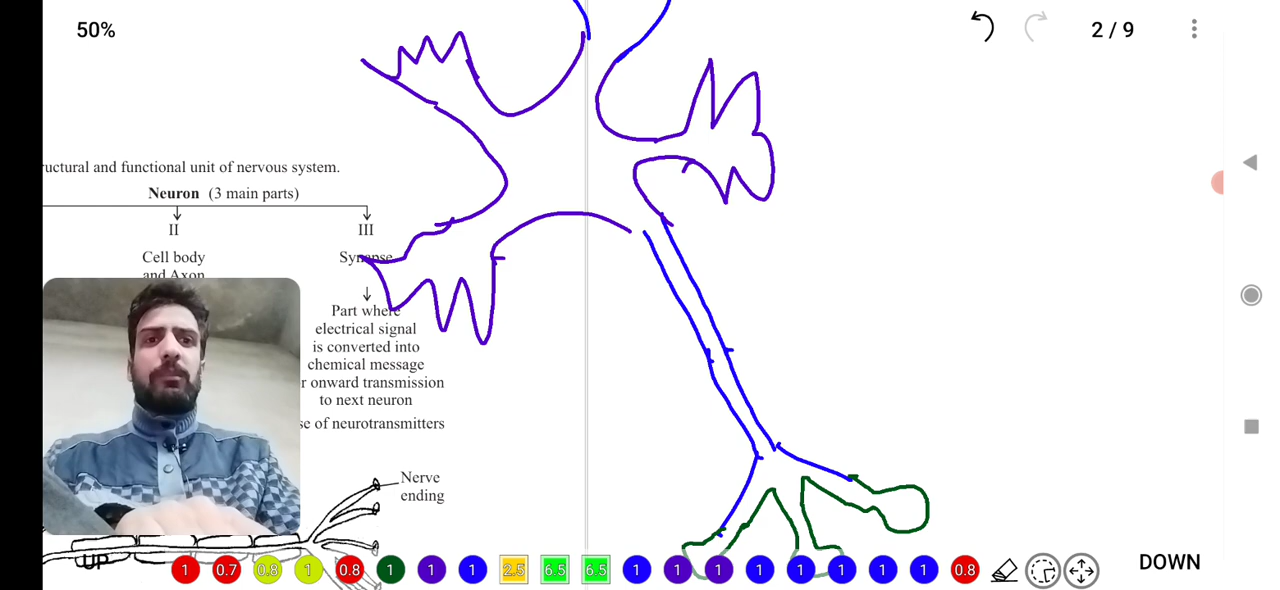 50%
2 / 9
ructural and functional unit of nervous system.
Neuron (3 main parts)
II
III
Cell body
and Axon
Synapse
Part where
electrical signal
is converted into
chemical message
r onward transmission
to next neuron
se of neurotransmitters
Nerve
ending
UP
1 0.7 0.8 1 0.8 1 1 1 2.5 6.5 6.5 1 1 1 1 1 1 1 1 0.8
DOWN